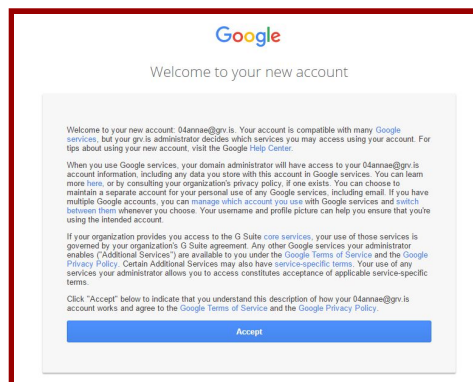 Google
Welcome to your new account
Welcome to your new account: 04annae@grv.is. Your account is compatible with many Google
services, but your grv.is administrator decides which services you may access using your account. For
tips about using your new account, visit the Google Help Center.
When you use Google services, your domain administrator will have access to your 04annae@grv.is
account information, including any data you store with this account in Google services. You can learn
more here, or by consulting your organization's privacy policy, if one exists. You can choose to
maintain a separate account for your personal use of any Google services, including email. If you have
multiple Google accounts, you can manage which account you use with Google services and switch
between them whenever you choose. Your username and profile picture can help you ensure that you're
using the intended account.
If your organization provides you access to the G Suite core services, your use of those services is
governed by your organization's G Suite agreement. Any other Google services your administrator
enables ("Additional Services") are available to you under the Google Terms of Service and the Google
Privacy Policy. Certain Additional Services may also have service-specific terms. Your use of any
services your administrator allows you to access constitutes acceptance of applicable service-specific
terms.
Click "Accept" below to indicate that you understand this description of how your 04annae@grv.is
account works and agree to the Google Terms of Service and the Google Privacy Policy.
Accept